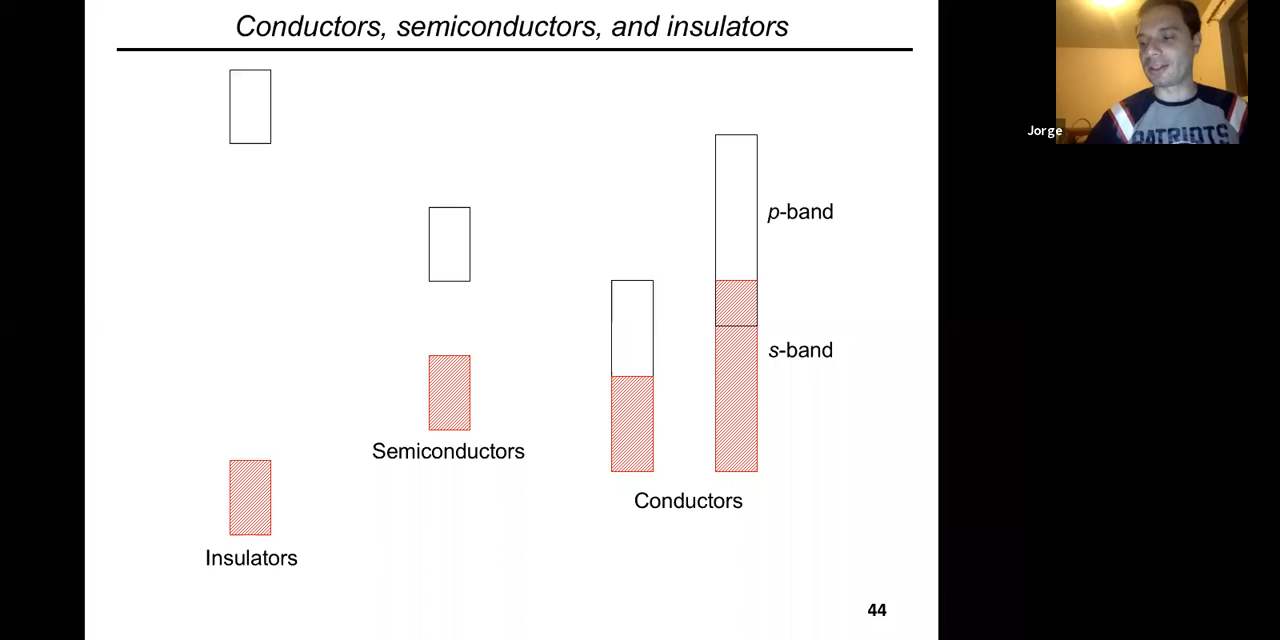 Conductors, semiconductors, and insulators
Jorge
PATRIOTS
p-band
s-band
Semiconductors
Conductors
Insulators
44